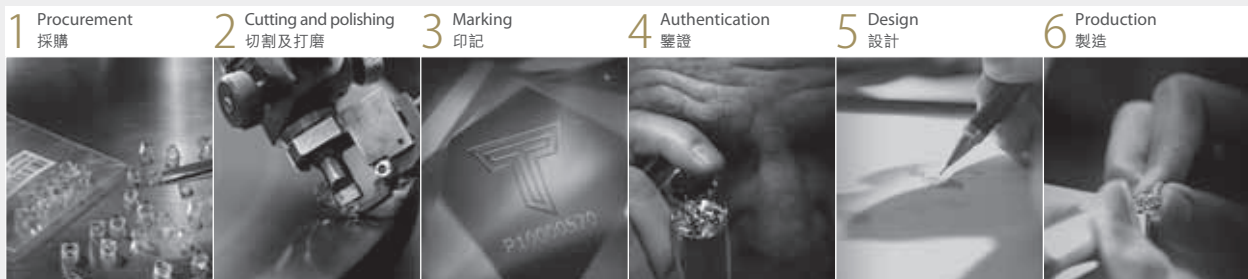 1 Procurement
採購
2 Cutting and polishing
切割及打磨
3 Marking
印記
4 Authentication
鑒證
5 Design
設計
6 Production
製造
T
P10000570